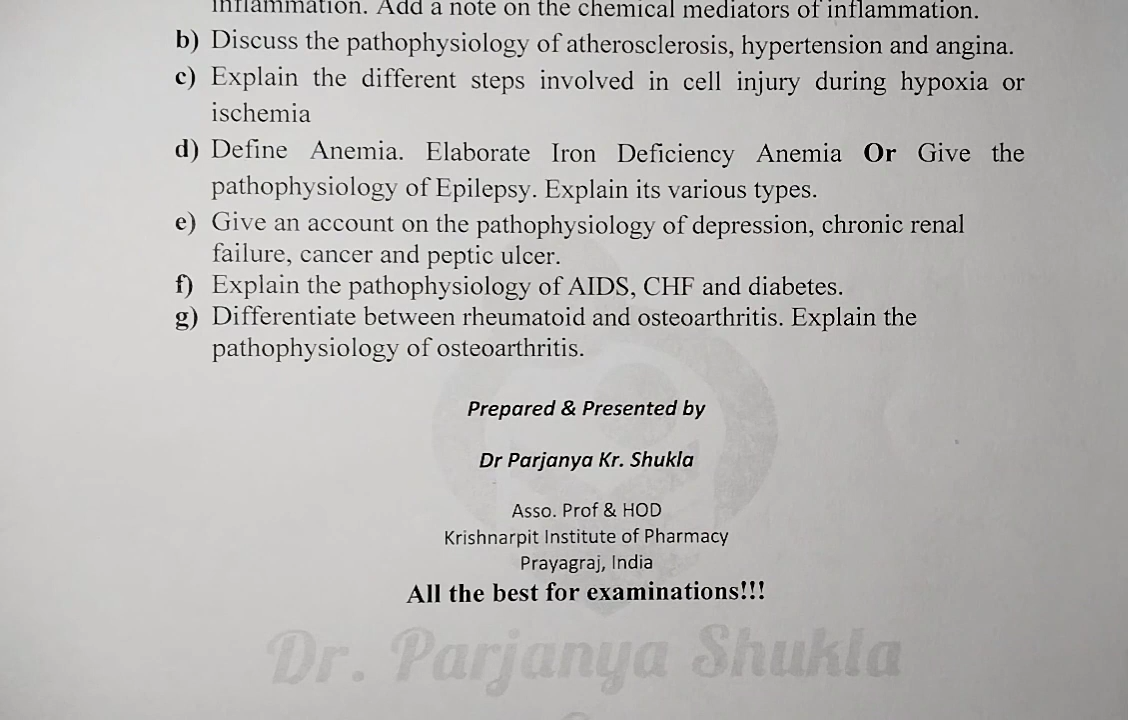 inflammation. Add a note on the chemical mediators of inflammation.
b) Discuss the pathophysiology of atherosclerosis, hypertension and angina.
c) Explain the different steps involved in cell injury during hypoxia or
ischemia
d) Define Anemia. Elaborate Iron Deficiency Anemia Or Give the
pathophysiology of Epilepsy. Explain its various types.
e) Give an account on the pathophysiology of depression, chronic renal
failure, cancer and peptic ulcer.
f) Explain the pathophysiology of AIDS, CHF and diabetes.
g) Differentiate between rheumatoid and osteoarthritis. Explain the
pathophysiology of osteoarthritis.
Prepared & Presented by
Dr Parjanya Kr. Shukla
Asso. Prof & HOD
Krishnarpit Institute of Pharmacy
Prayagraj, India
All the best for examinations!!!
Dr. Parjanya Shukla